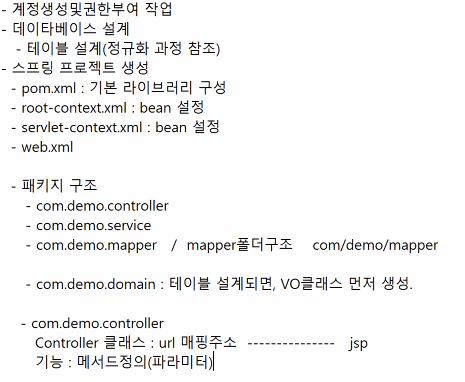 - 계정생성및권한부여 작업
- 데이타베이스 설계
- 테이블 설계(정규화 과정 참조)
- 스프링 프로젝트 생성
- pom.xml : 기본 라이브러리 구성
- root-context.xml : bean 설정
- servlet-context.xml : bean 설정
- web.xml
- 패키지 구조
- com.demo.controller
- com.demo.service
- com.demo.mapper / mapper폴더구조 com/demo/mapper
- com.demo.domain : 테이블 설계되면, VO클래스 먼저 생성.
- com.demo.controller
Controller 클래스 : url 매핑주소 --------------- jsp
기능 : 메서드정의(파라미터)